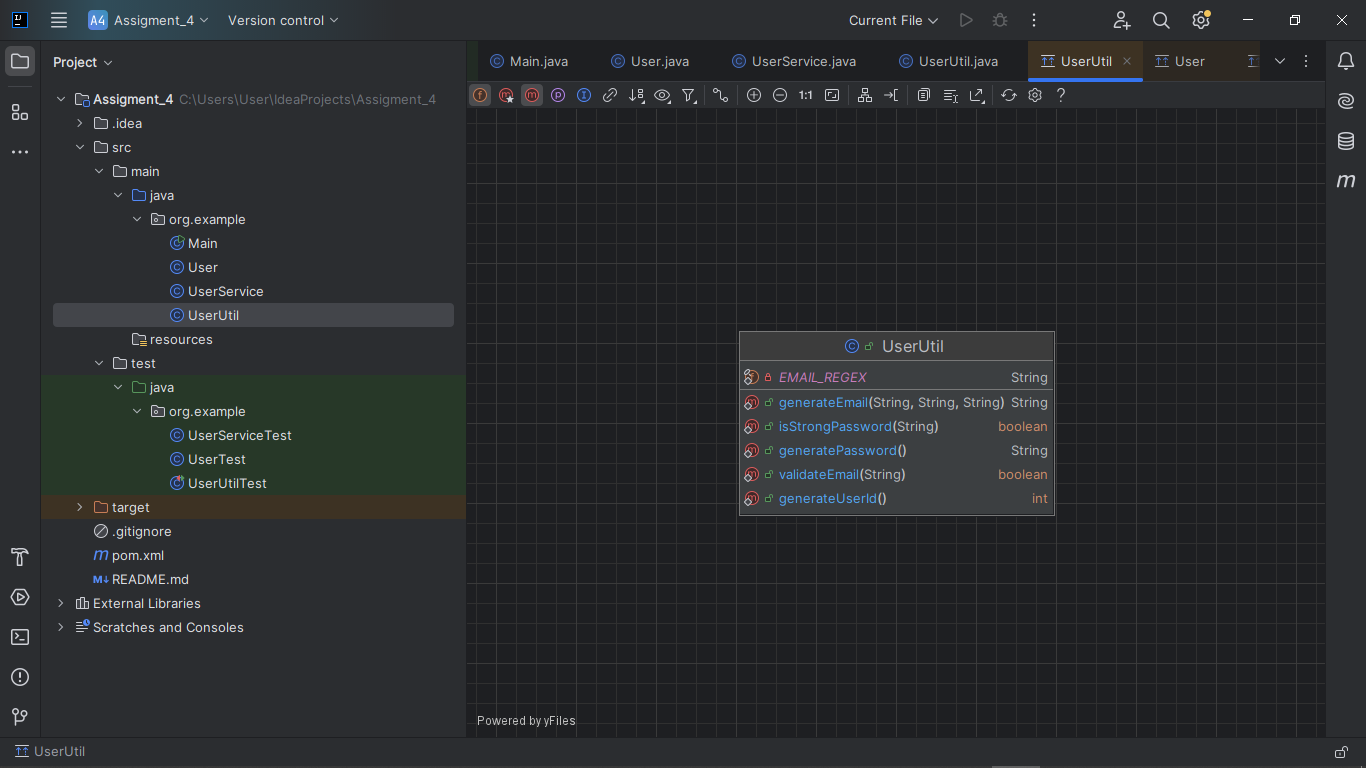 A4 Assigment_4 Version control Current File
Project
Main.java User.java UserService.java UserUtil.java UserUtil User
1:1
Assigment_4 C:\Users\User\IdeaProjects\Assigment_4
.idea
src
main
java
org.example
Main
User
UserService
UserUtil
resources
test
java
org.example
UserServiceTest
UserTest
UserUtilTest
target
.gitignore
pom.xml
README.md
External Libraries
Scratches and Consoles
UserUtil
EMAIL_REGEX String
generateEmail(String, String, String) String
isStrongPassword(String) boolean
generatePassword() String
validateEmail(String) boolean
generateUserId() int
Powered by yFiles
UserUtil